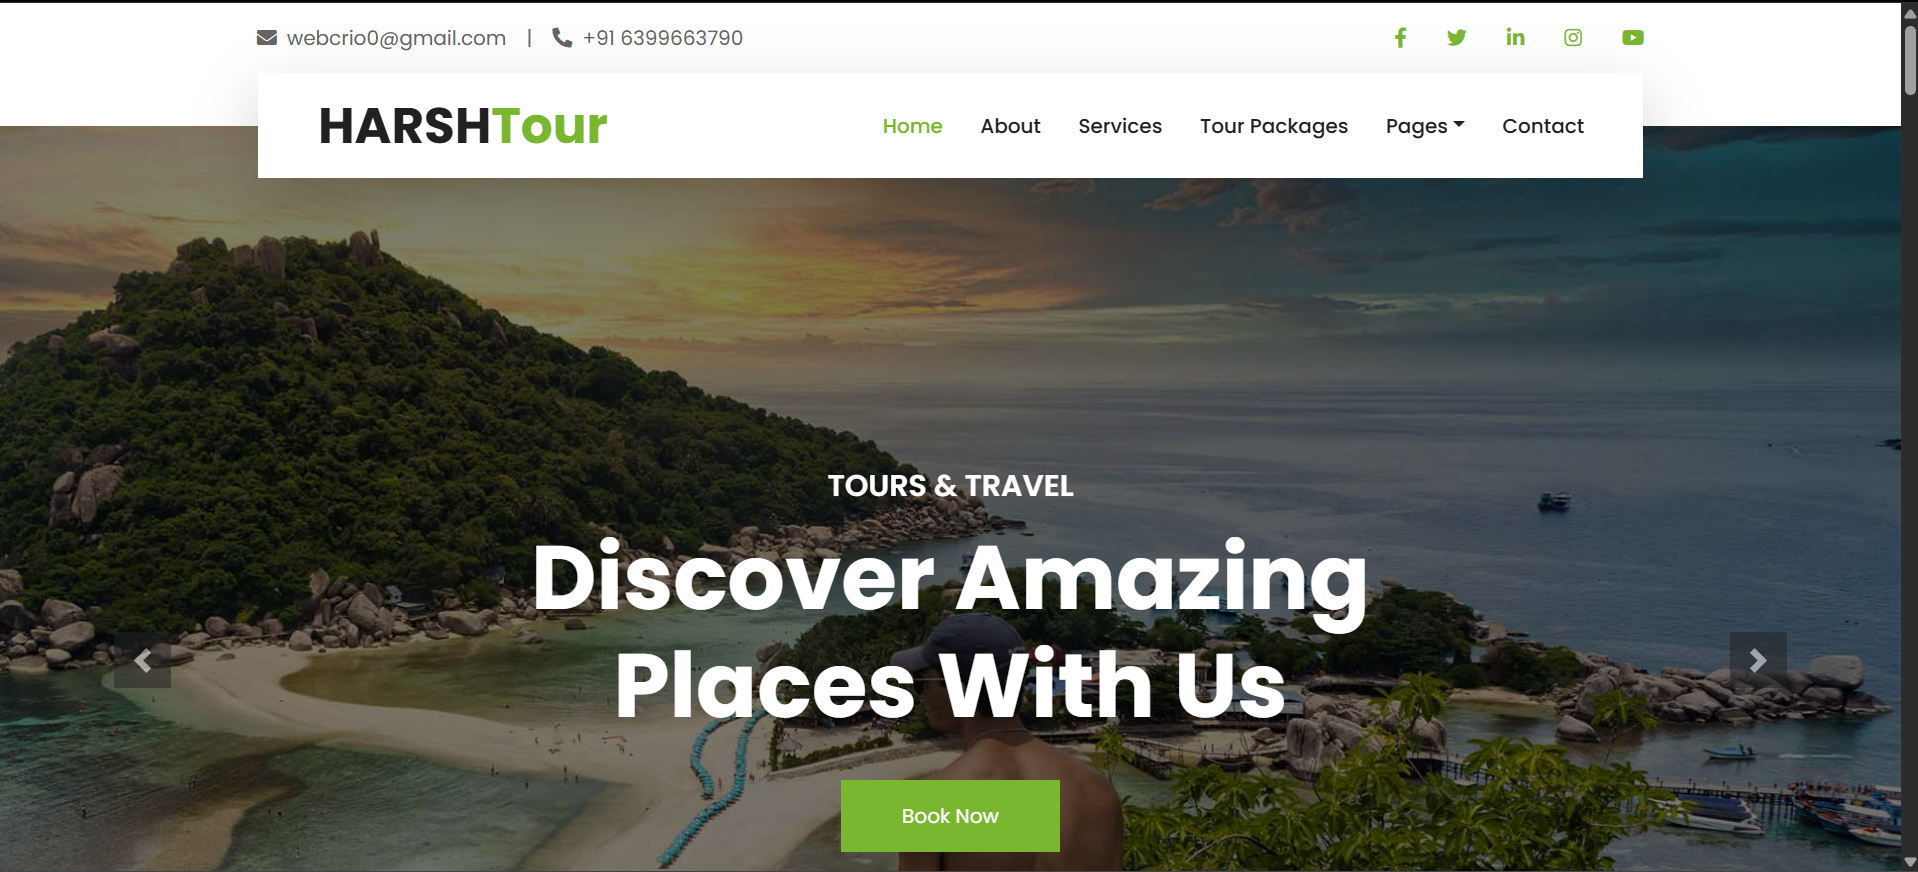 webcrio0@gmail.com | +91 6399663790
HARSHTour
Home About Services Tour Packages Pages Contact
TOURS & TRAVEL
Discover Amazing
Places With Us
Book Now